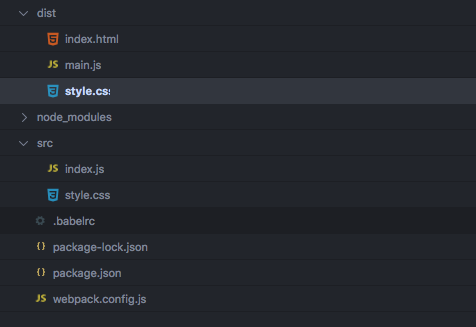 dist
index.html
JS main.js
style.css
node_modules
src
JS index.js
style.css
.babelrc
{} package-lock.json
{} package.json
JS webpack.config.js